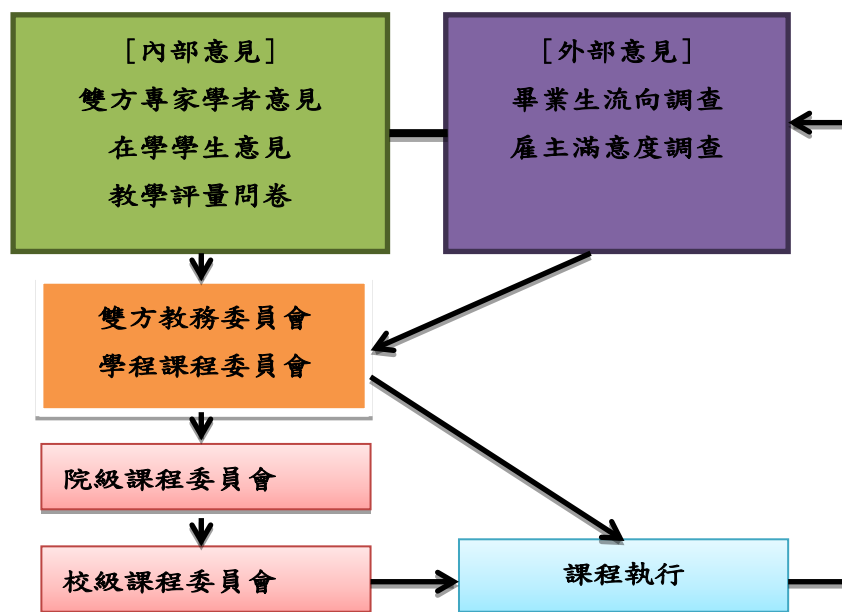 [內部意見]
雙方專家學者意見
在學學生意見
教學評量問卷
[外部意見]
畢業生流向調查
雇主滿意度調查
雙方教務委員會
學程課程委員會
院級課程委員會
校級課程委員會
課程執行